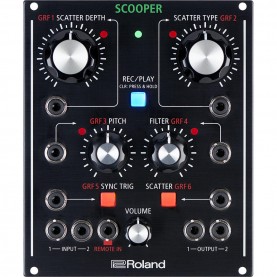 SCOOPER
GRF1 SCATTER DEPTH
SCATTER TYPE GRF2
REC/PLAY
CLR: PRESS & HOLD
GRF3 PITCH
FILTER GRF4
GRF5 SYNC TRIG
SCATTER GRF6
VOLUME
1 INPUT 2
REMOTE IN
1 OUTPUT 2
Roland